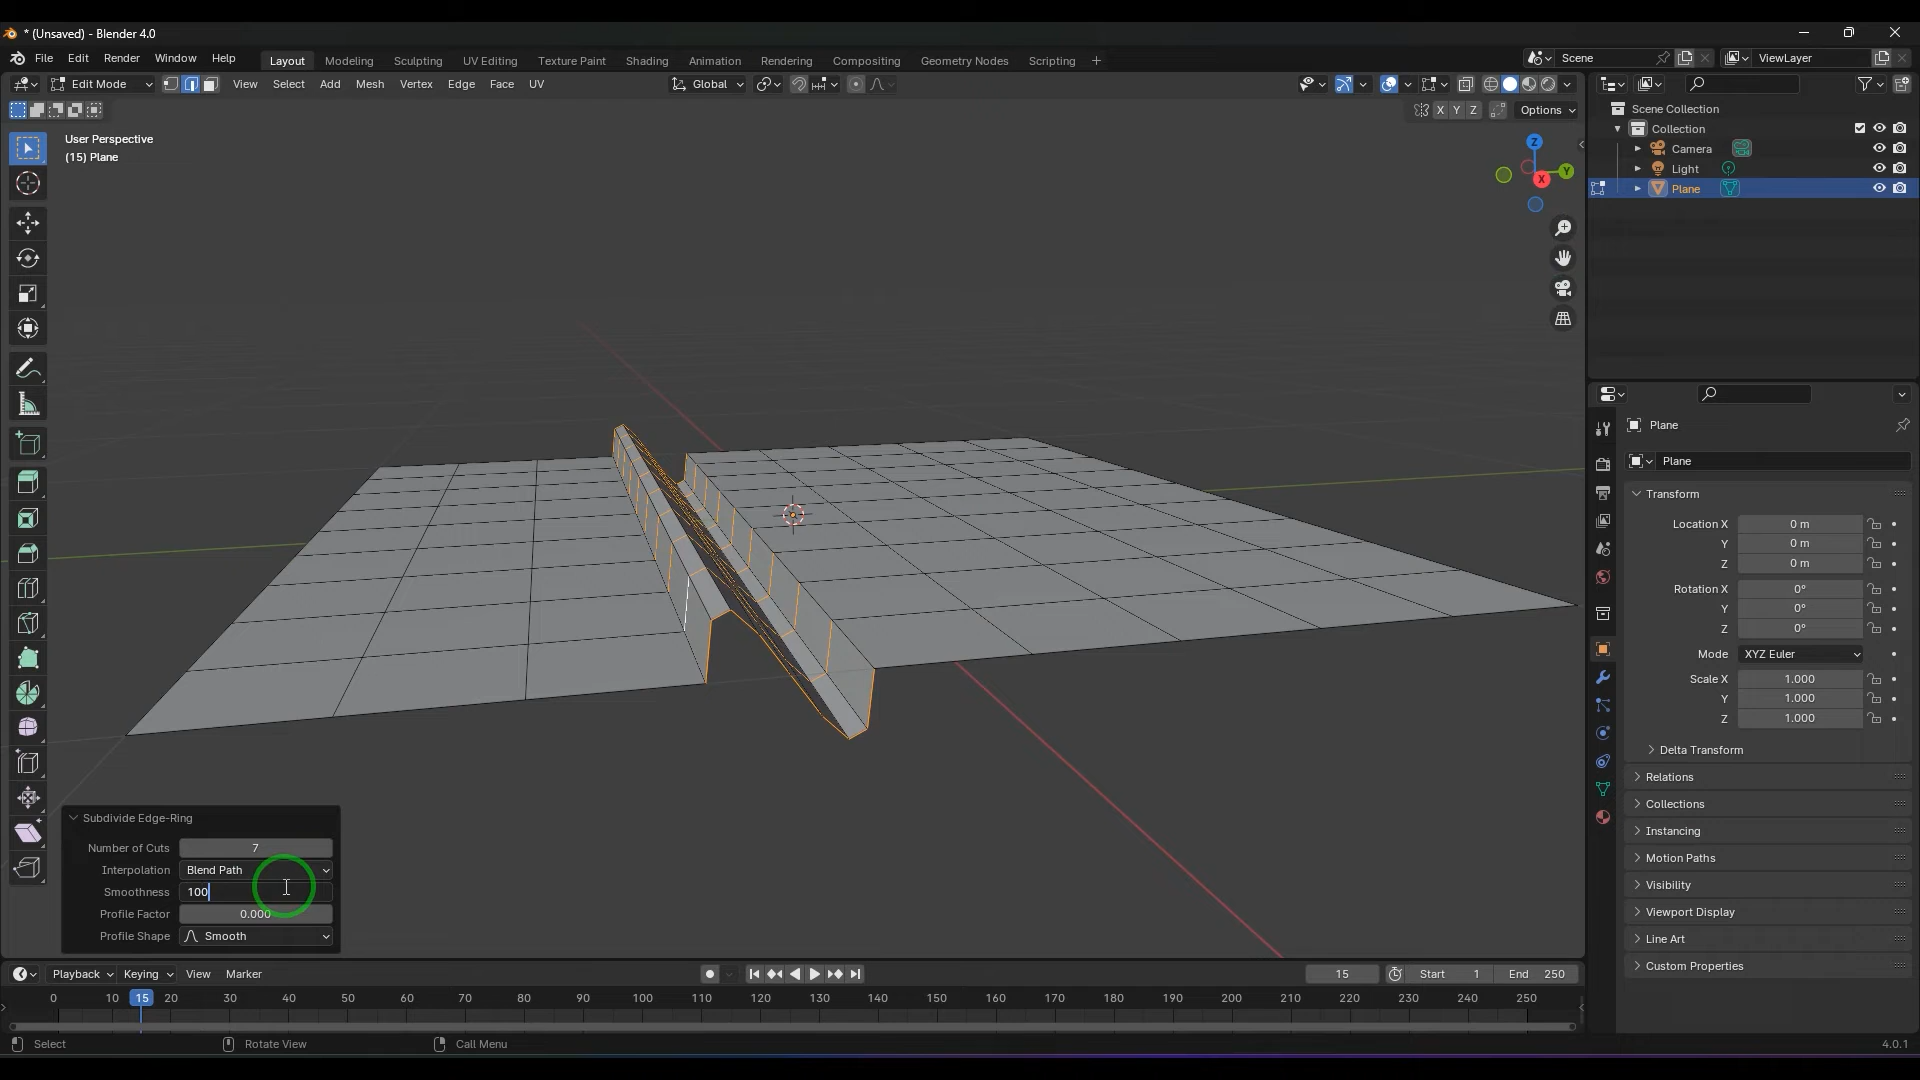 * (Unsaved) - Blender 4.0
File Edit Render Window Help
Layout Modeling Sculpting UV Editing Texture Paint Shading Animation Rendering Compositing Geometry Nodes Scripting +
Scene
ViewLayer
Edit Mode View Select Add Mesh Vertex Edge Face UV
Global
X Y Z Options
User Perspective
(15) Plane
Z
Y
X
Scene Collection
Collection
Camera
Light
Plane
Plane
Plane
Transform
Location X 0 m
Y 0 m
Z 0 m
Rotation X 0°
Y 0°
Z 0°
Mode XYZ Euler
Scale X 1.000
Y 1.000
Z 1.000
Delta Transform
Relations
Collections
Instancing
Motion Paths
Visibility
Viewport Display
Line Art
Custom Properties
Subdivide Edge-Ring
Number of Cuts 7
Interpolation Blend Path
Smoothness 100
Profile Factor 0.000
Profile Shape Smooth
Playback Keying View Marker
15 Start 1 End 250
0 10 15 20 30 40 50 60 70 80 90 100 110 120 130 140 150 160 170 180 190 200 210 220 230 240 250
Select Rotate View Call Menu
4.0.1